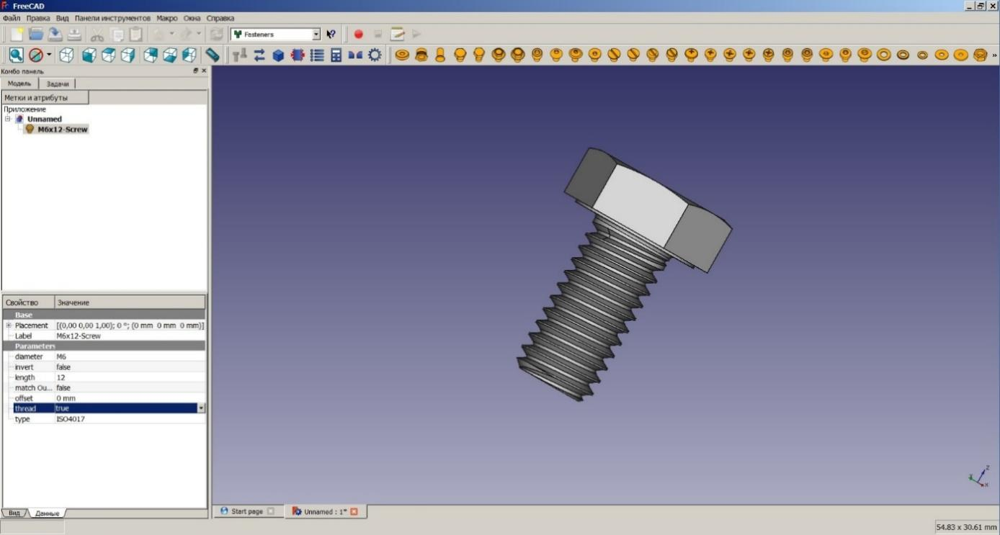 FreeCAD
Файл Правка Вид Панели инструментов Макро Окна Справка
Fasteners
Комбо панель
Модель Задачи
Метки и атрибуты
Приложение
Unnamed
M6x12-Screw
Свойство Значение
Base
Placement [(0,00 0,00 1,00); 0 °; (0 mm 0 mm 0 mm)]
Label M6x12-Screw
Parameters
diameter M6
invert false
length 12
match Ou... false
offset 0 mm
thread true
type ISO4017
Вид Данные
Start page Unnamed : 1*
54.83 x 30.61 mm